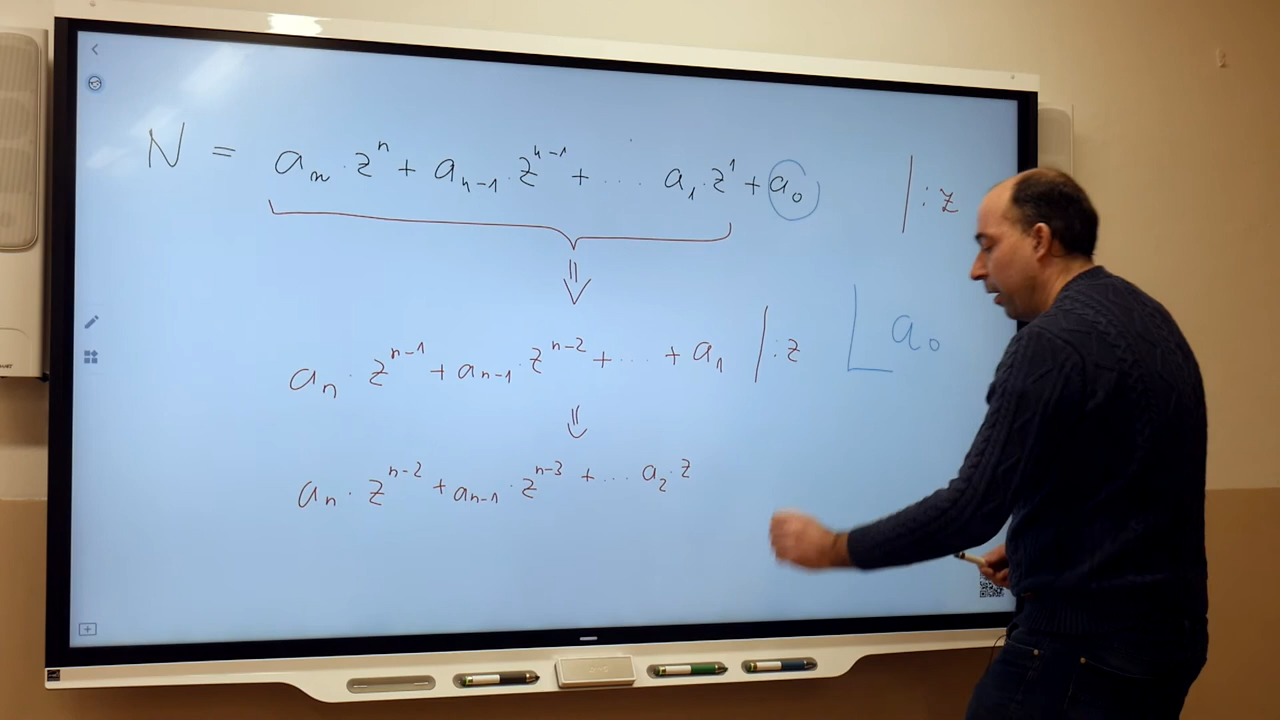 N = aₙ · zⁿ + aₙ₋₁ · zⁿ⁻¹ + .... a₁ · z¹ + a₀ | : z
aₙ · zⁿ⁻¹ + aₙ₋₁ · zⁿ⁻² + .... + a₁ | : z
a₀
aₙ · zⁿ⁻² + aₙ₋₁ · zⁿ⁻³ + ... a₂ · z